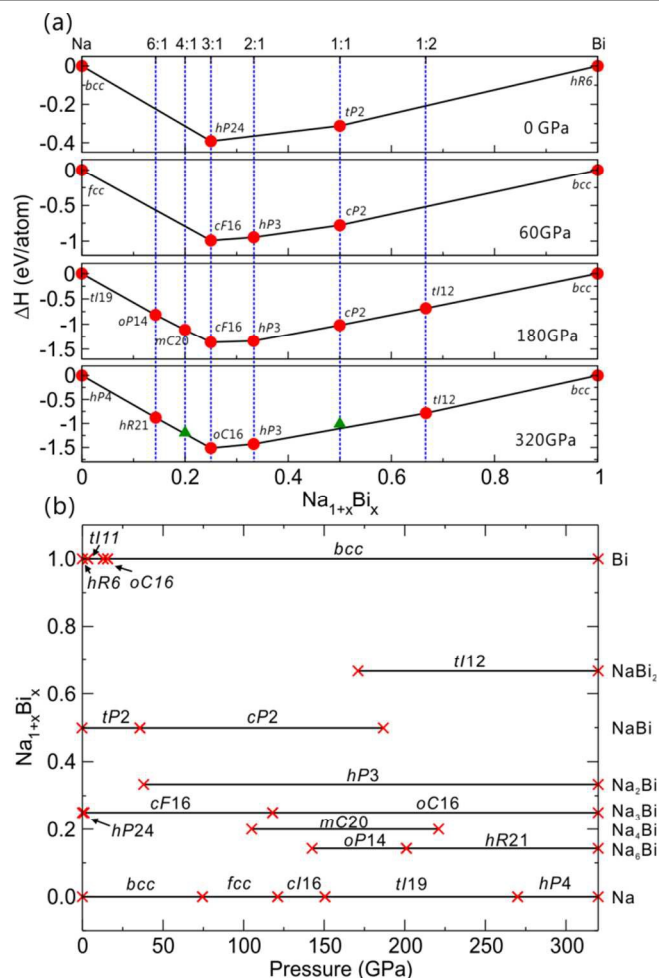 (a)
Na 6:1 4:1 3:1 2:1 1:1 1:2 Bi
0
-0.2
-0.4
bcc hP24 tP2 hR6
0 GPa
0
-0.5
-1
fcc cF16 hP3 cP2 bcc
60GPa
0
-0.5
-1.0
-1.5
tI19 oP14 mC20 cF16 hP3 cP2 tI12 bcc
180GPa
0
-0.5
-1.0
-1.5
hP4 hR21 oC16 hP3 tI12 bcc
320GPa
ΔH (eV/atom)
0 0.2 0.4 0.6 0.8 1
Na1+xBix
(b)
tI11
1.0 hR6 oC16 bcc Bi
0.8
tI12 NaBi2
0.6
tP2 cP2 NaBi
0.4
hP3 Na2Bi
cF16 oC16 Na3Bi
0.2 hP24 mC20 Na4Bi
oP14 hR21 Na6Bi
0.0 bcc fcc cI16 tI19 hP4 Na
Na1+xBix
0 50 100 150 200 250 300
Pressure (GPa)